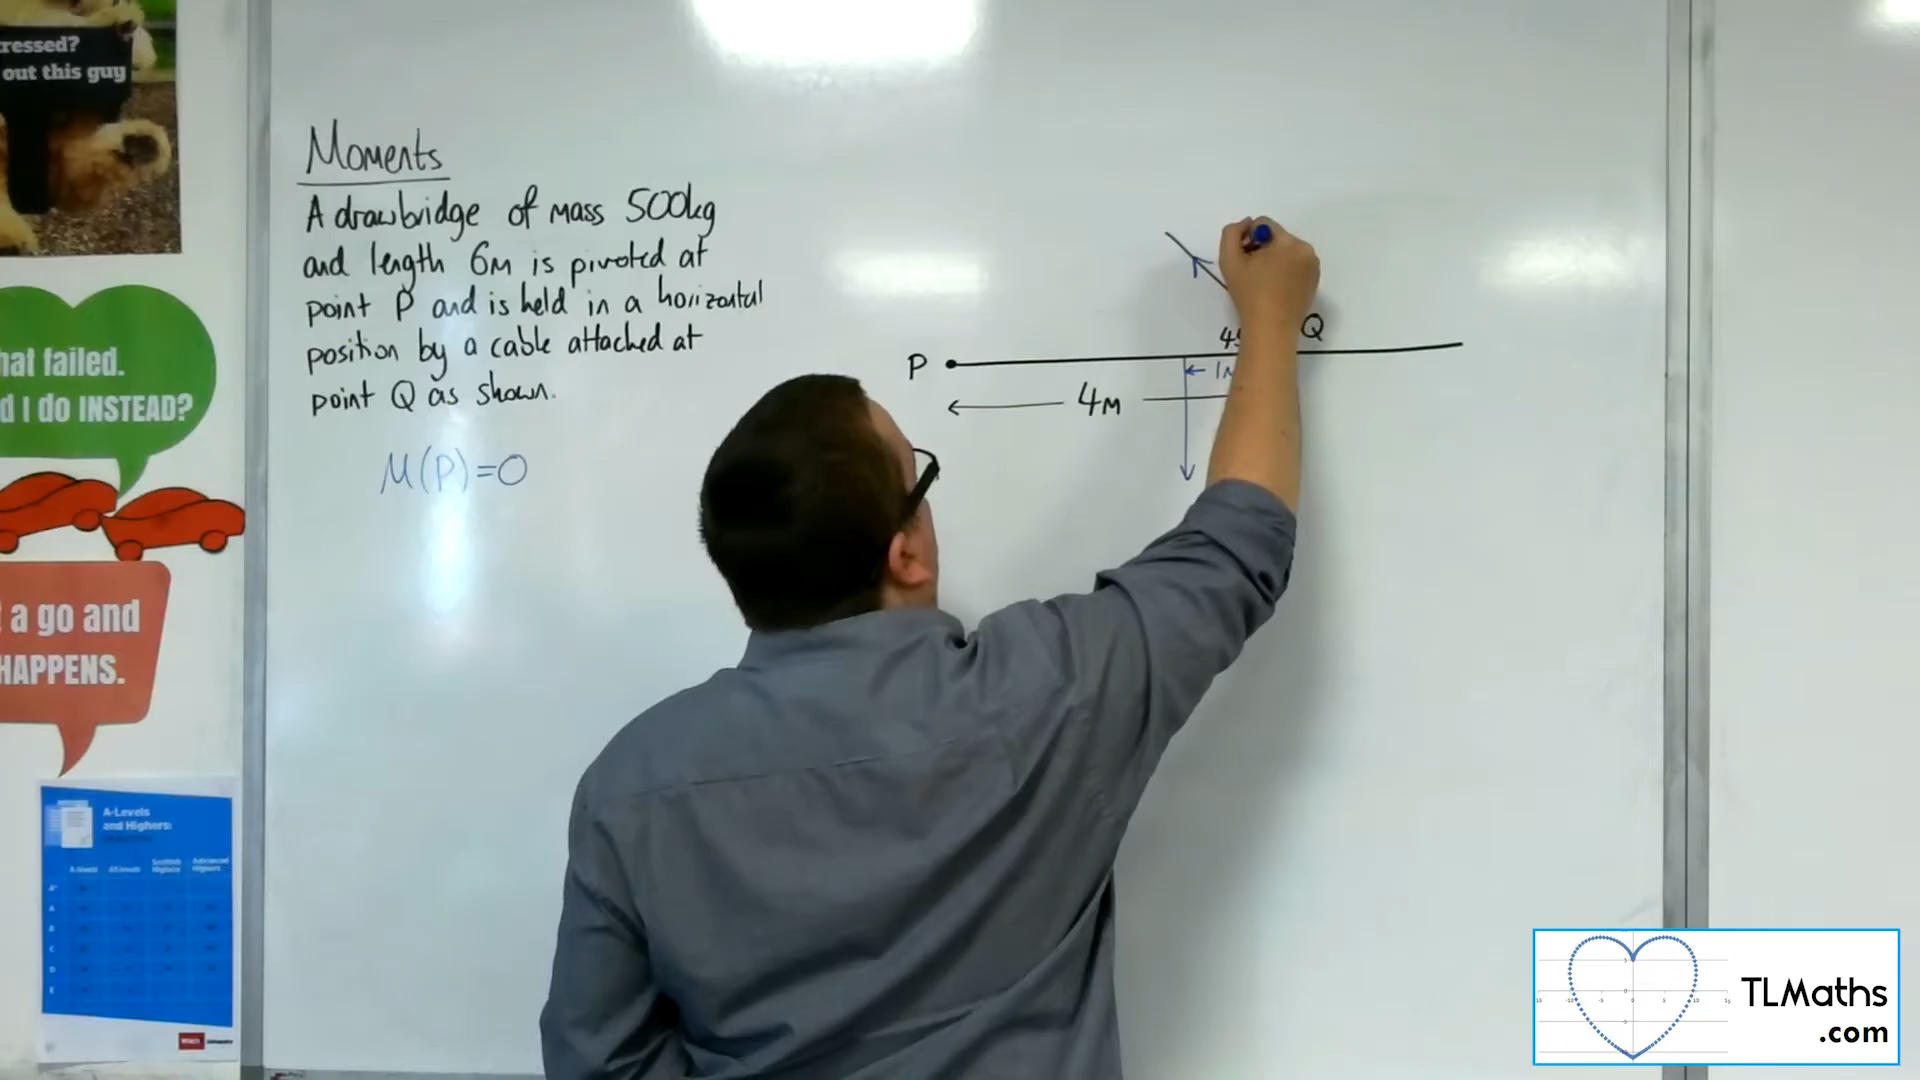 ressed?
out this guy
hat failed.
d I do INSTEAD?
a go and
HAPPENS.
A-Levels
and Highers:
Moments
A drawbridge of mass 500kg
and length 6m is pivoted at
point P and is held in a horizontal
position by a cable attached at
point Q as shown.
M(P)=0
P
Q
4m
TLMaths
.com